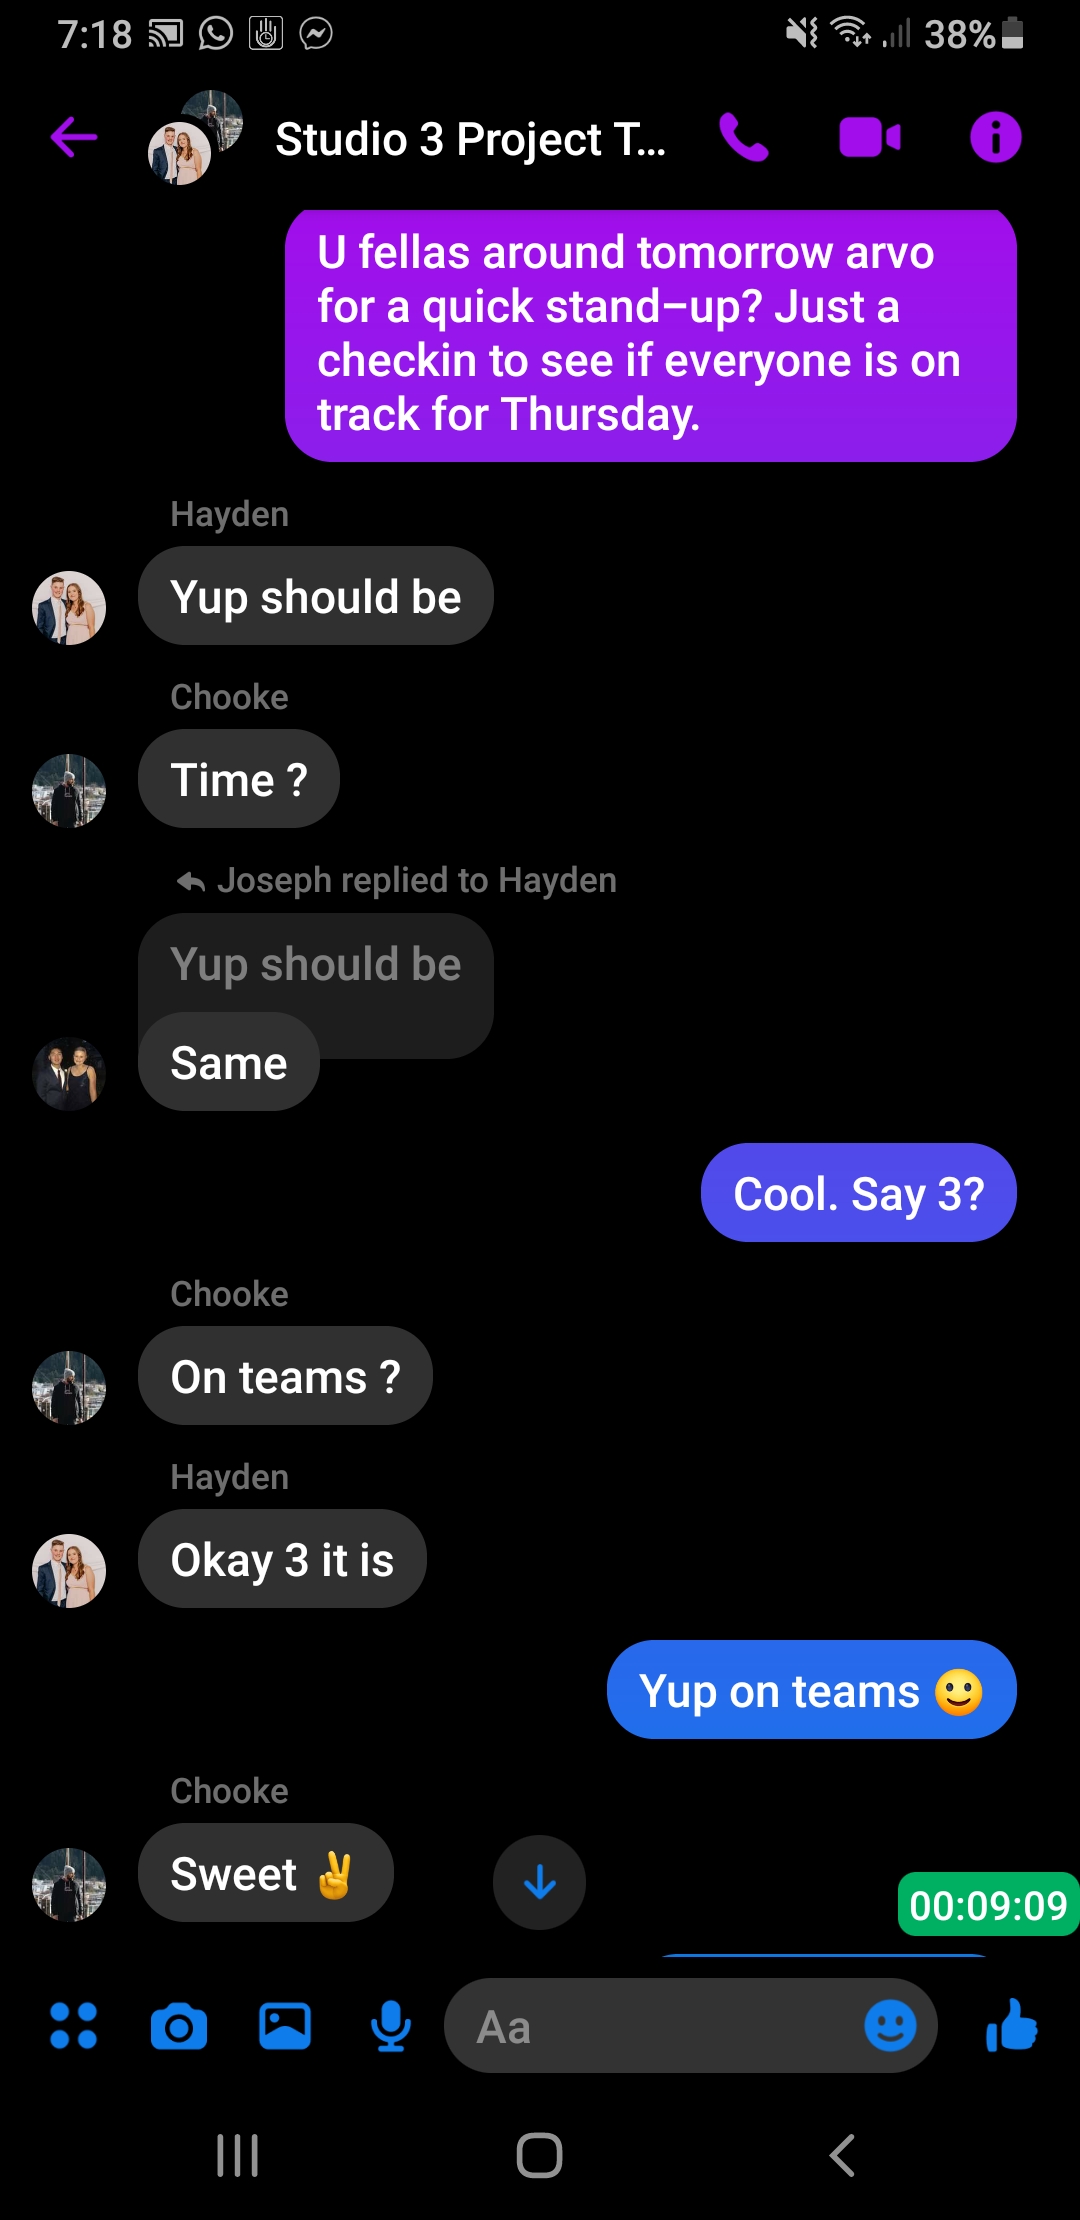 7:18 38%
Studio 3 Project T...
U fellas around tomorrow arvo
for a quick stand-up? Just a
checkin to see if everyone is on
track for Thursday.
Hayden
Yup should be
Chooke
Time ?
Joseph replied to Hayden
Yup should be
Same
Cool. Say 3?
Chooke
On teams ?
Hayden
Okay 3 it is
Yup on teams 🙂
Chooke
Sweet ✌️
00:09:09
Aa